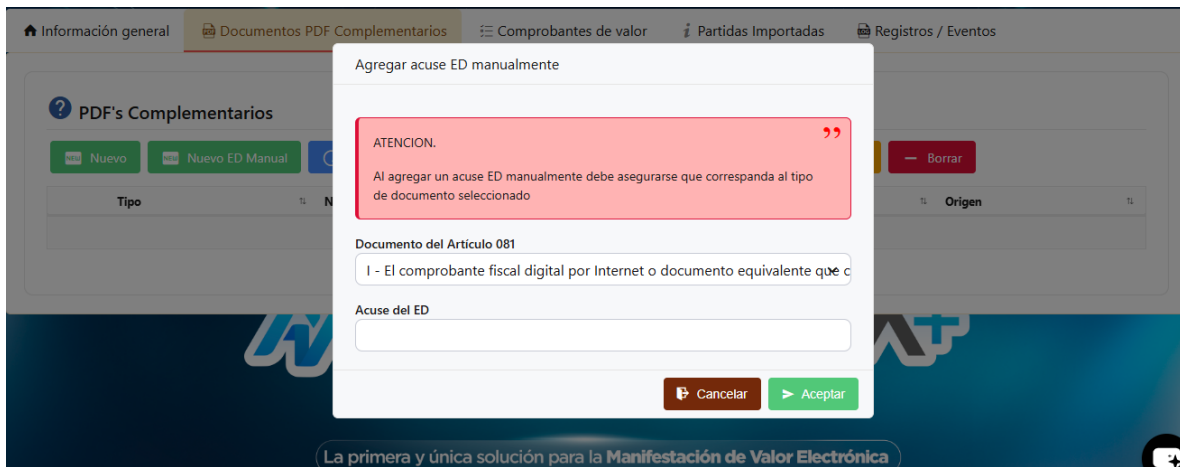 Información general
Documentos PDF Complementarios
Comprobantes de valor
Partidas Importadas
Registros / Eventos
Agregar acuse ED manualmente
PDF's Complementarios
ATENCION.
Al agregar un acuse ED manualmente debe asegurarse que correspanda al tipo
de documento seleccionado
Nuevo
Nuevo ED Manual
Borrar
Tipo
Origen
Documento del Artículo 081
I - El comprobante fiscal digital por Internet o documento equivalente que c
Acuse del ED
Cancelar
Aceptar
La primera y única solución para la Manifestación de Valor Electrónica